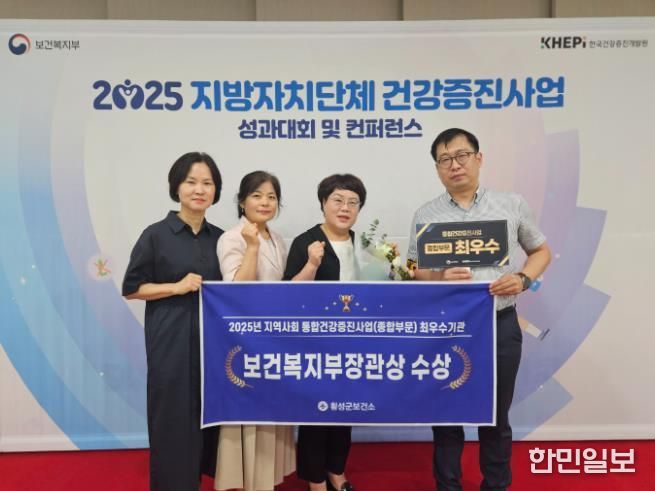 보건복지부
KHEPI 한국건강증진개발원
2025 지방자치단체 건강증진사업
성과대회 및 컨퍼런스
통합건강증진사업
종합부문 최우수
2025년 지역사회 통합건강증진사업(종합부문) 최우수기관
보건복지부장관상 수상
횡성군보건소
한민일보